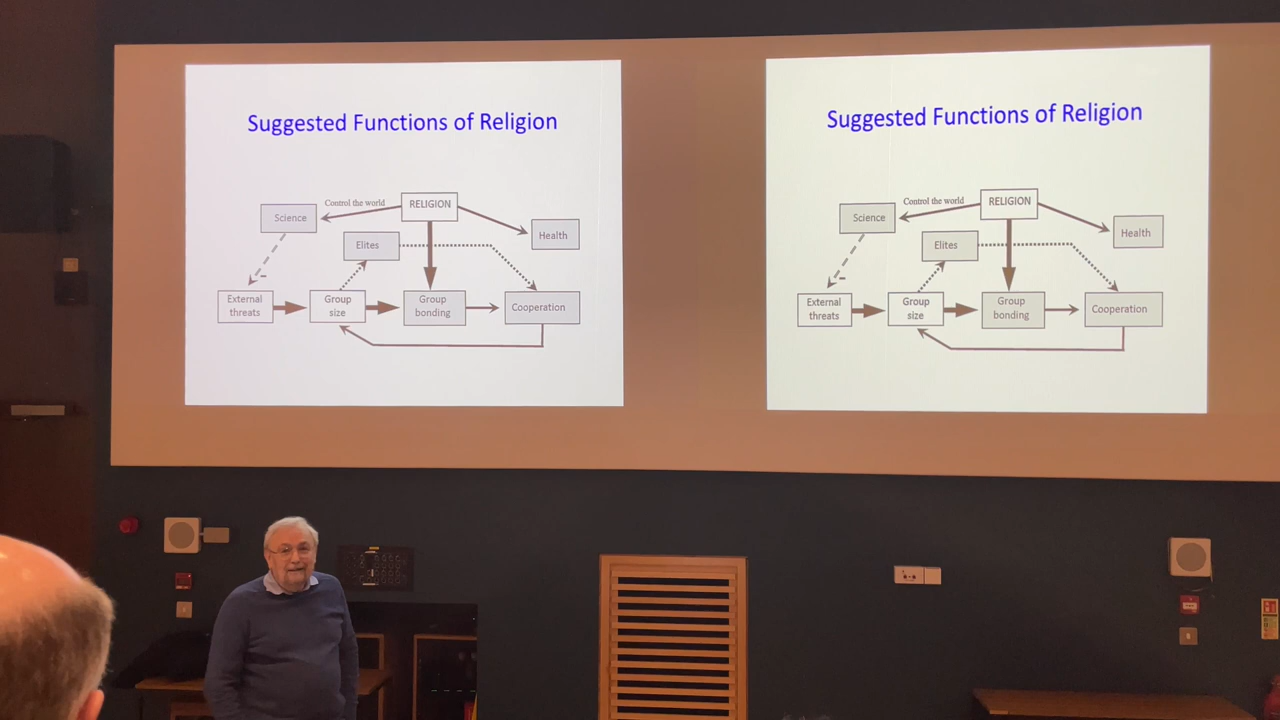 Suggested Functions of Religion
Control the world
RELIGION
Science
Health
Elites
External
threats
Group
size
Group
bonding
Cooperation
Suggested Functions of Religion
Control the world
RELIGION
Science
Health
Elites
External
threats
Group
size
Group
bonding
Cooperation